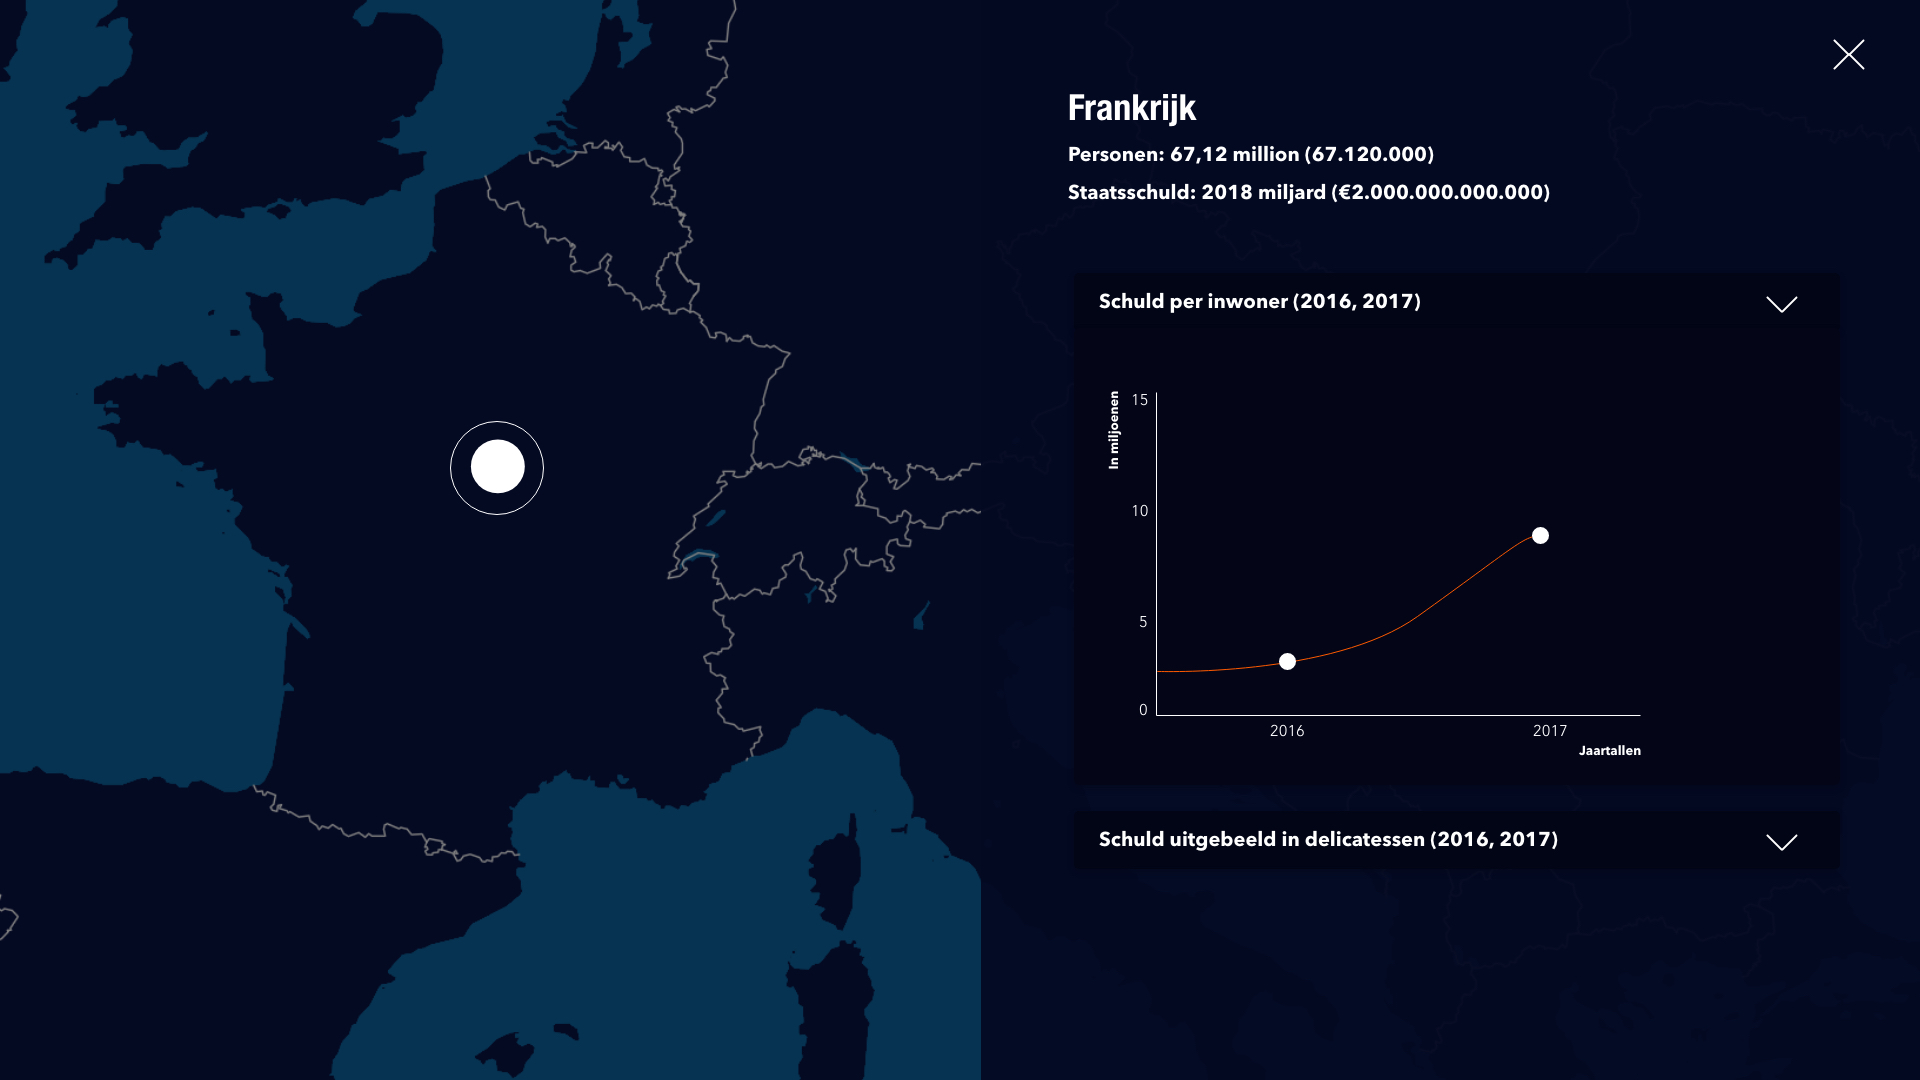 Frankrijk
Personen: 67,12 million (67.120.000)
Staatsschuld: 2018 miljard (€2.000.000.000.000)
Schuld per inwoner (2016, 2017)
In miljoenen
15
10
5
0
2016
2017
Jaartallen
Schuld uitgebeeld in delicatessen (2016, 2017)